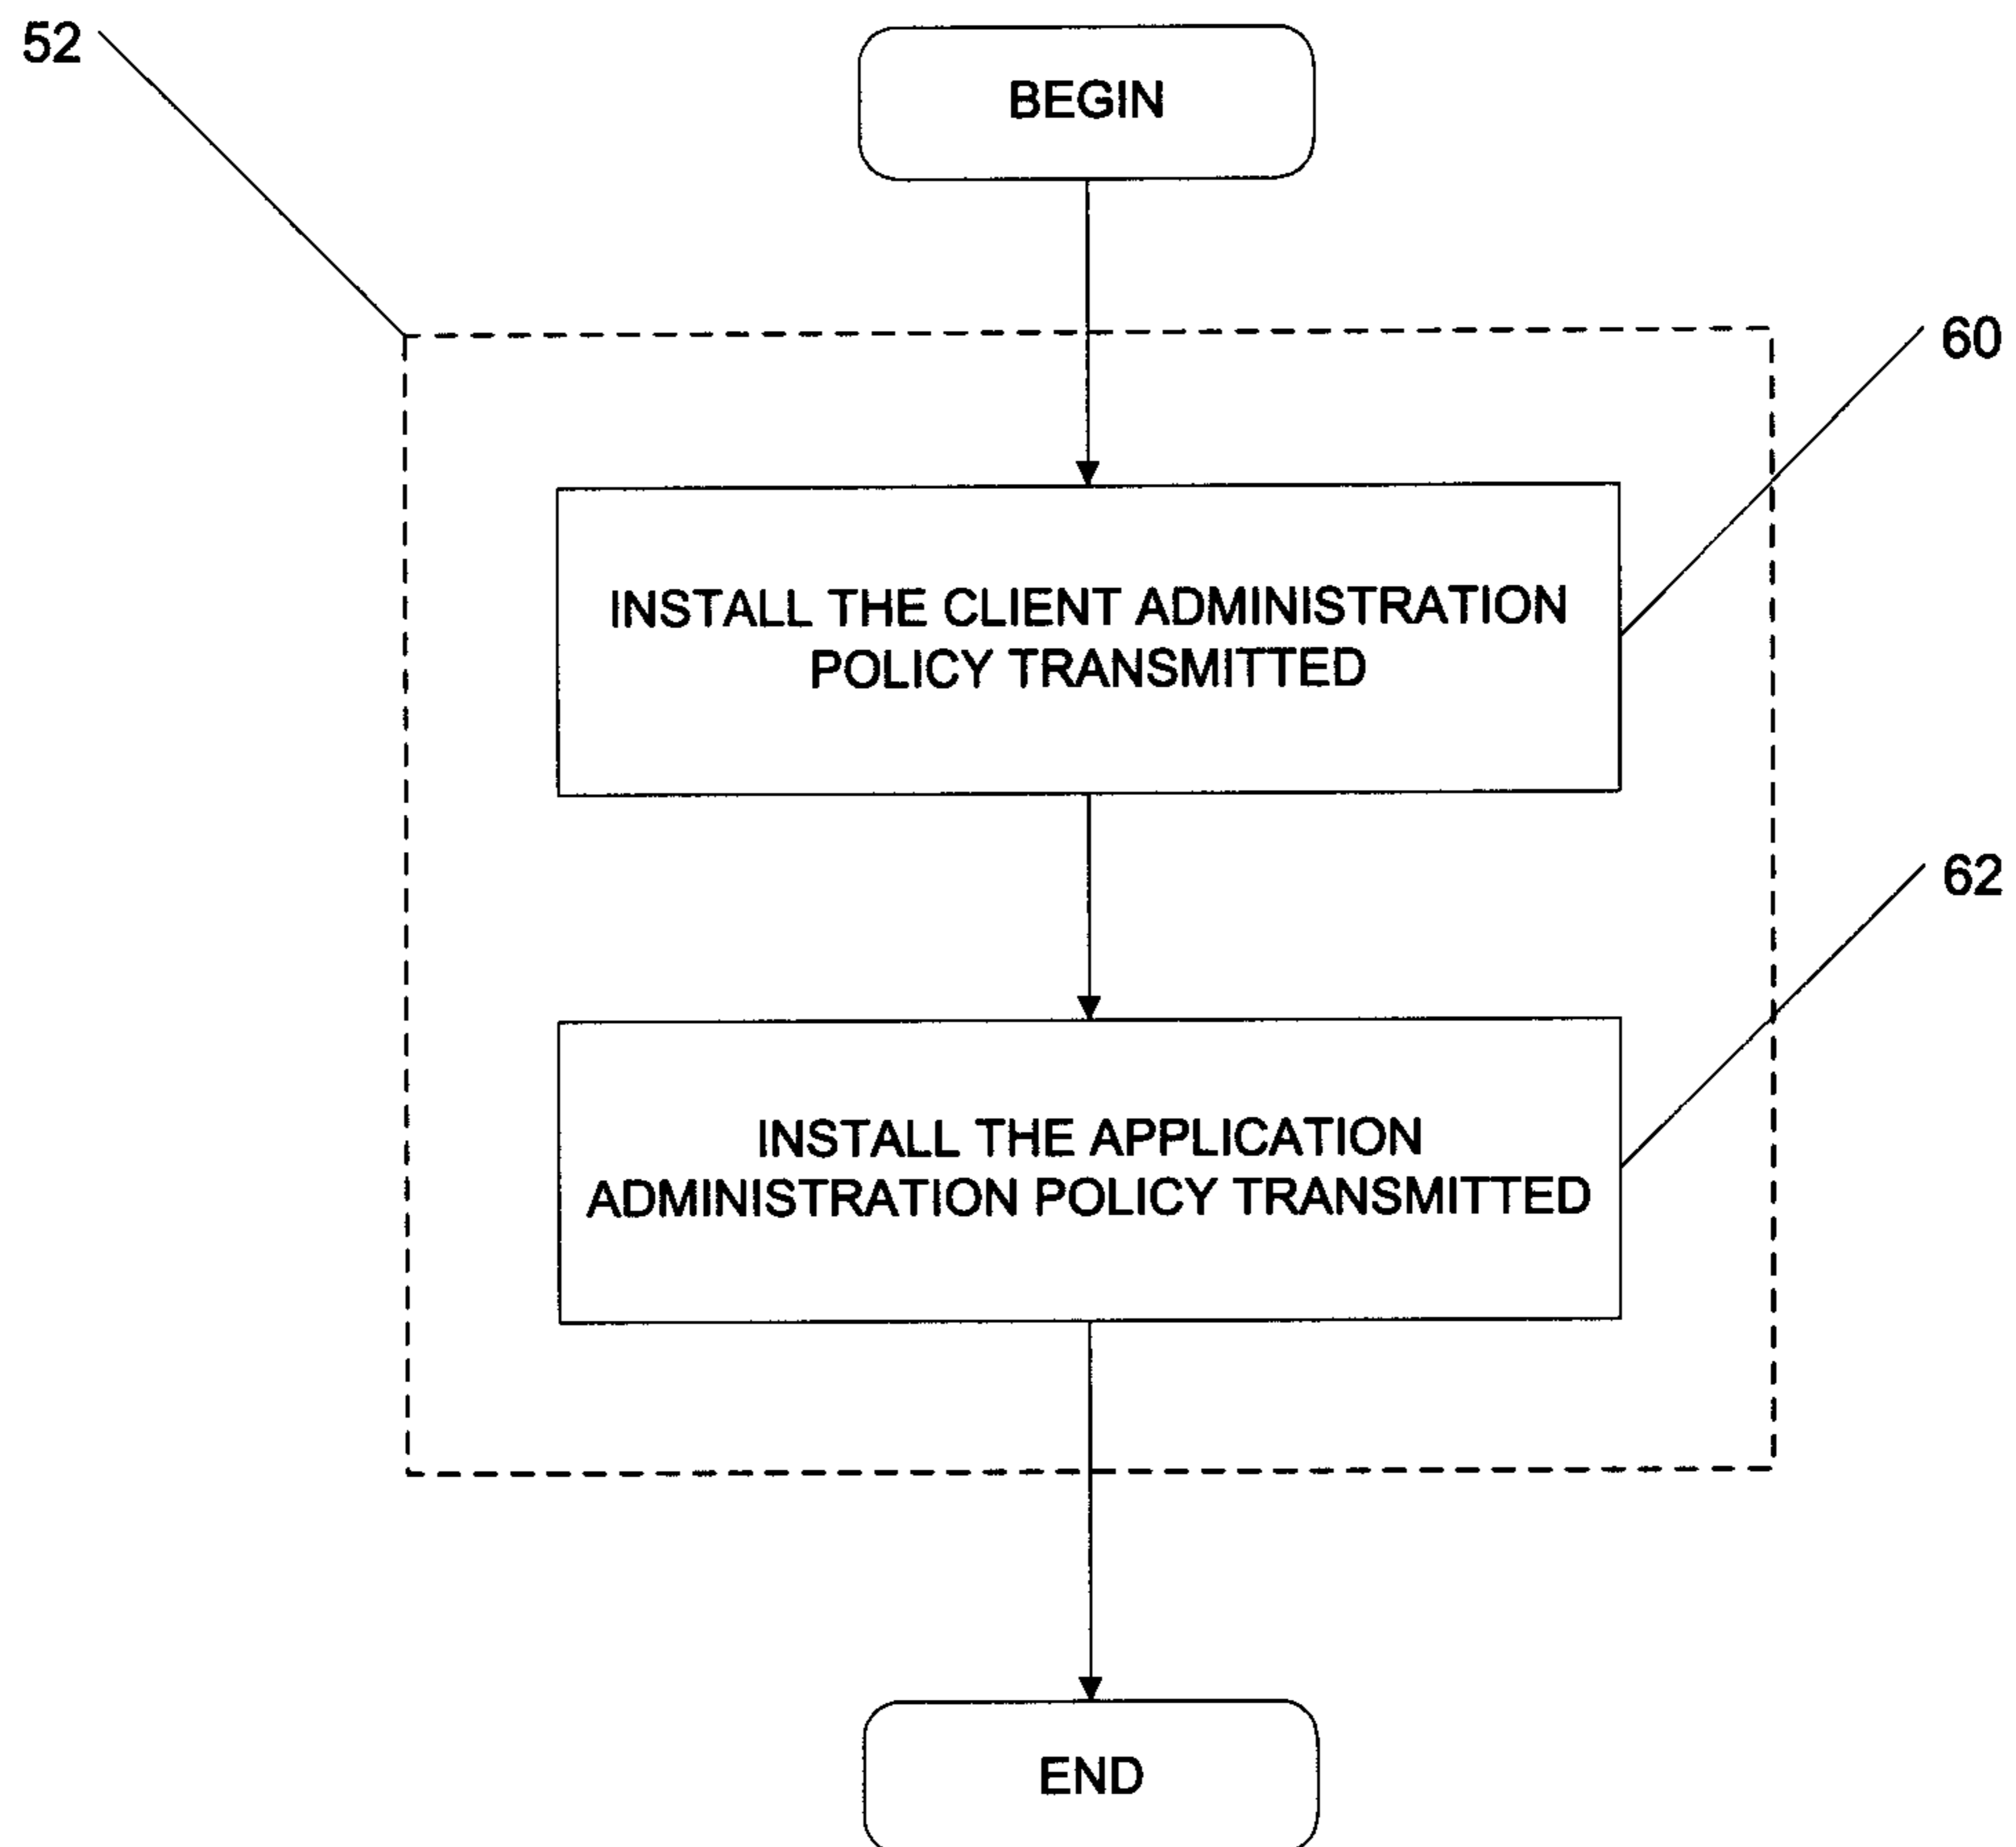 52
BEGIN
60
INSTALL THE CLIENT ADMINISTRATION
POLICY TRANSMITTED
62
INSTALL THE APPLICATION
ADMINISTRATION POLICY TRANSMITTED
END